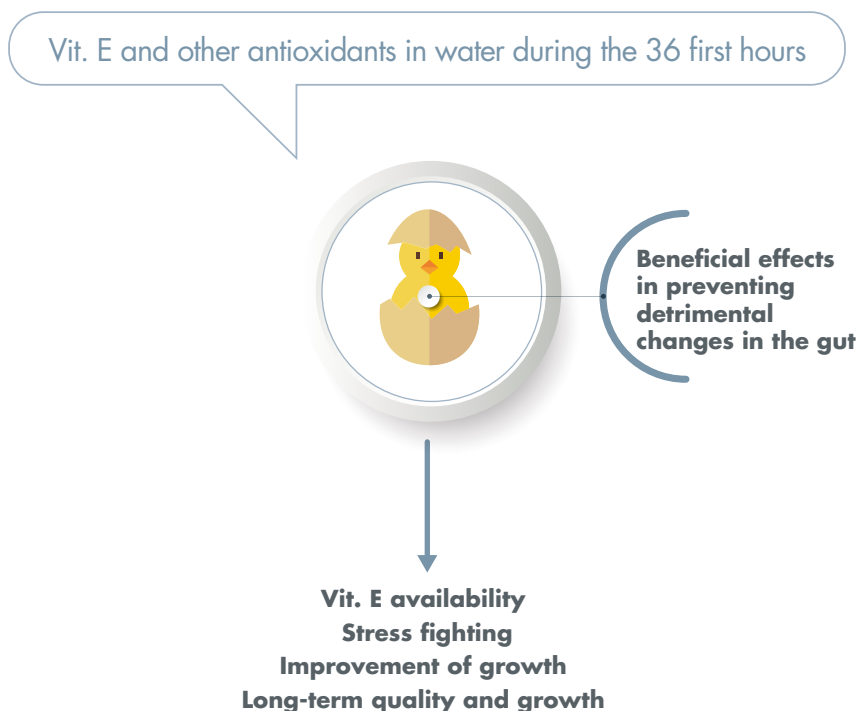 Vit. E and other antioxidants in water during the 36 first hours
Beneficial effects
in preventing
detrimental
changes in the gut
Vit. E availability
Stress fighting
Improvement of growth
Long-term quality and growth